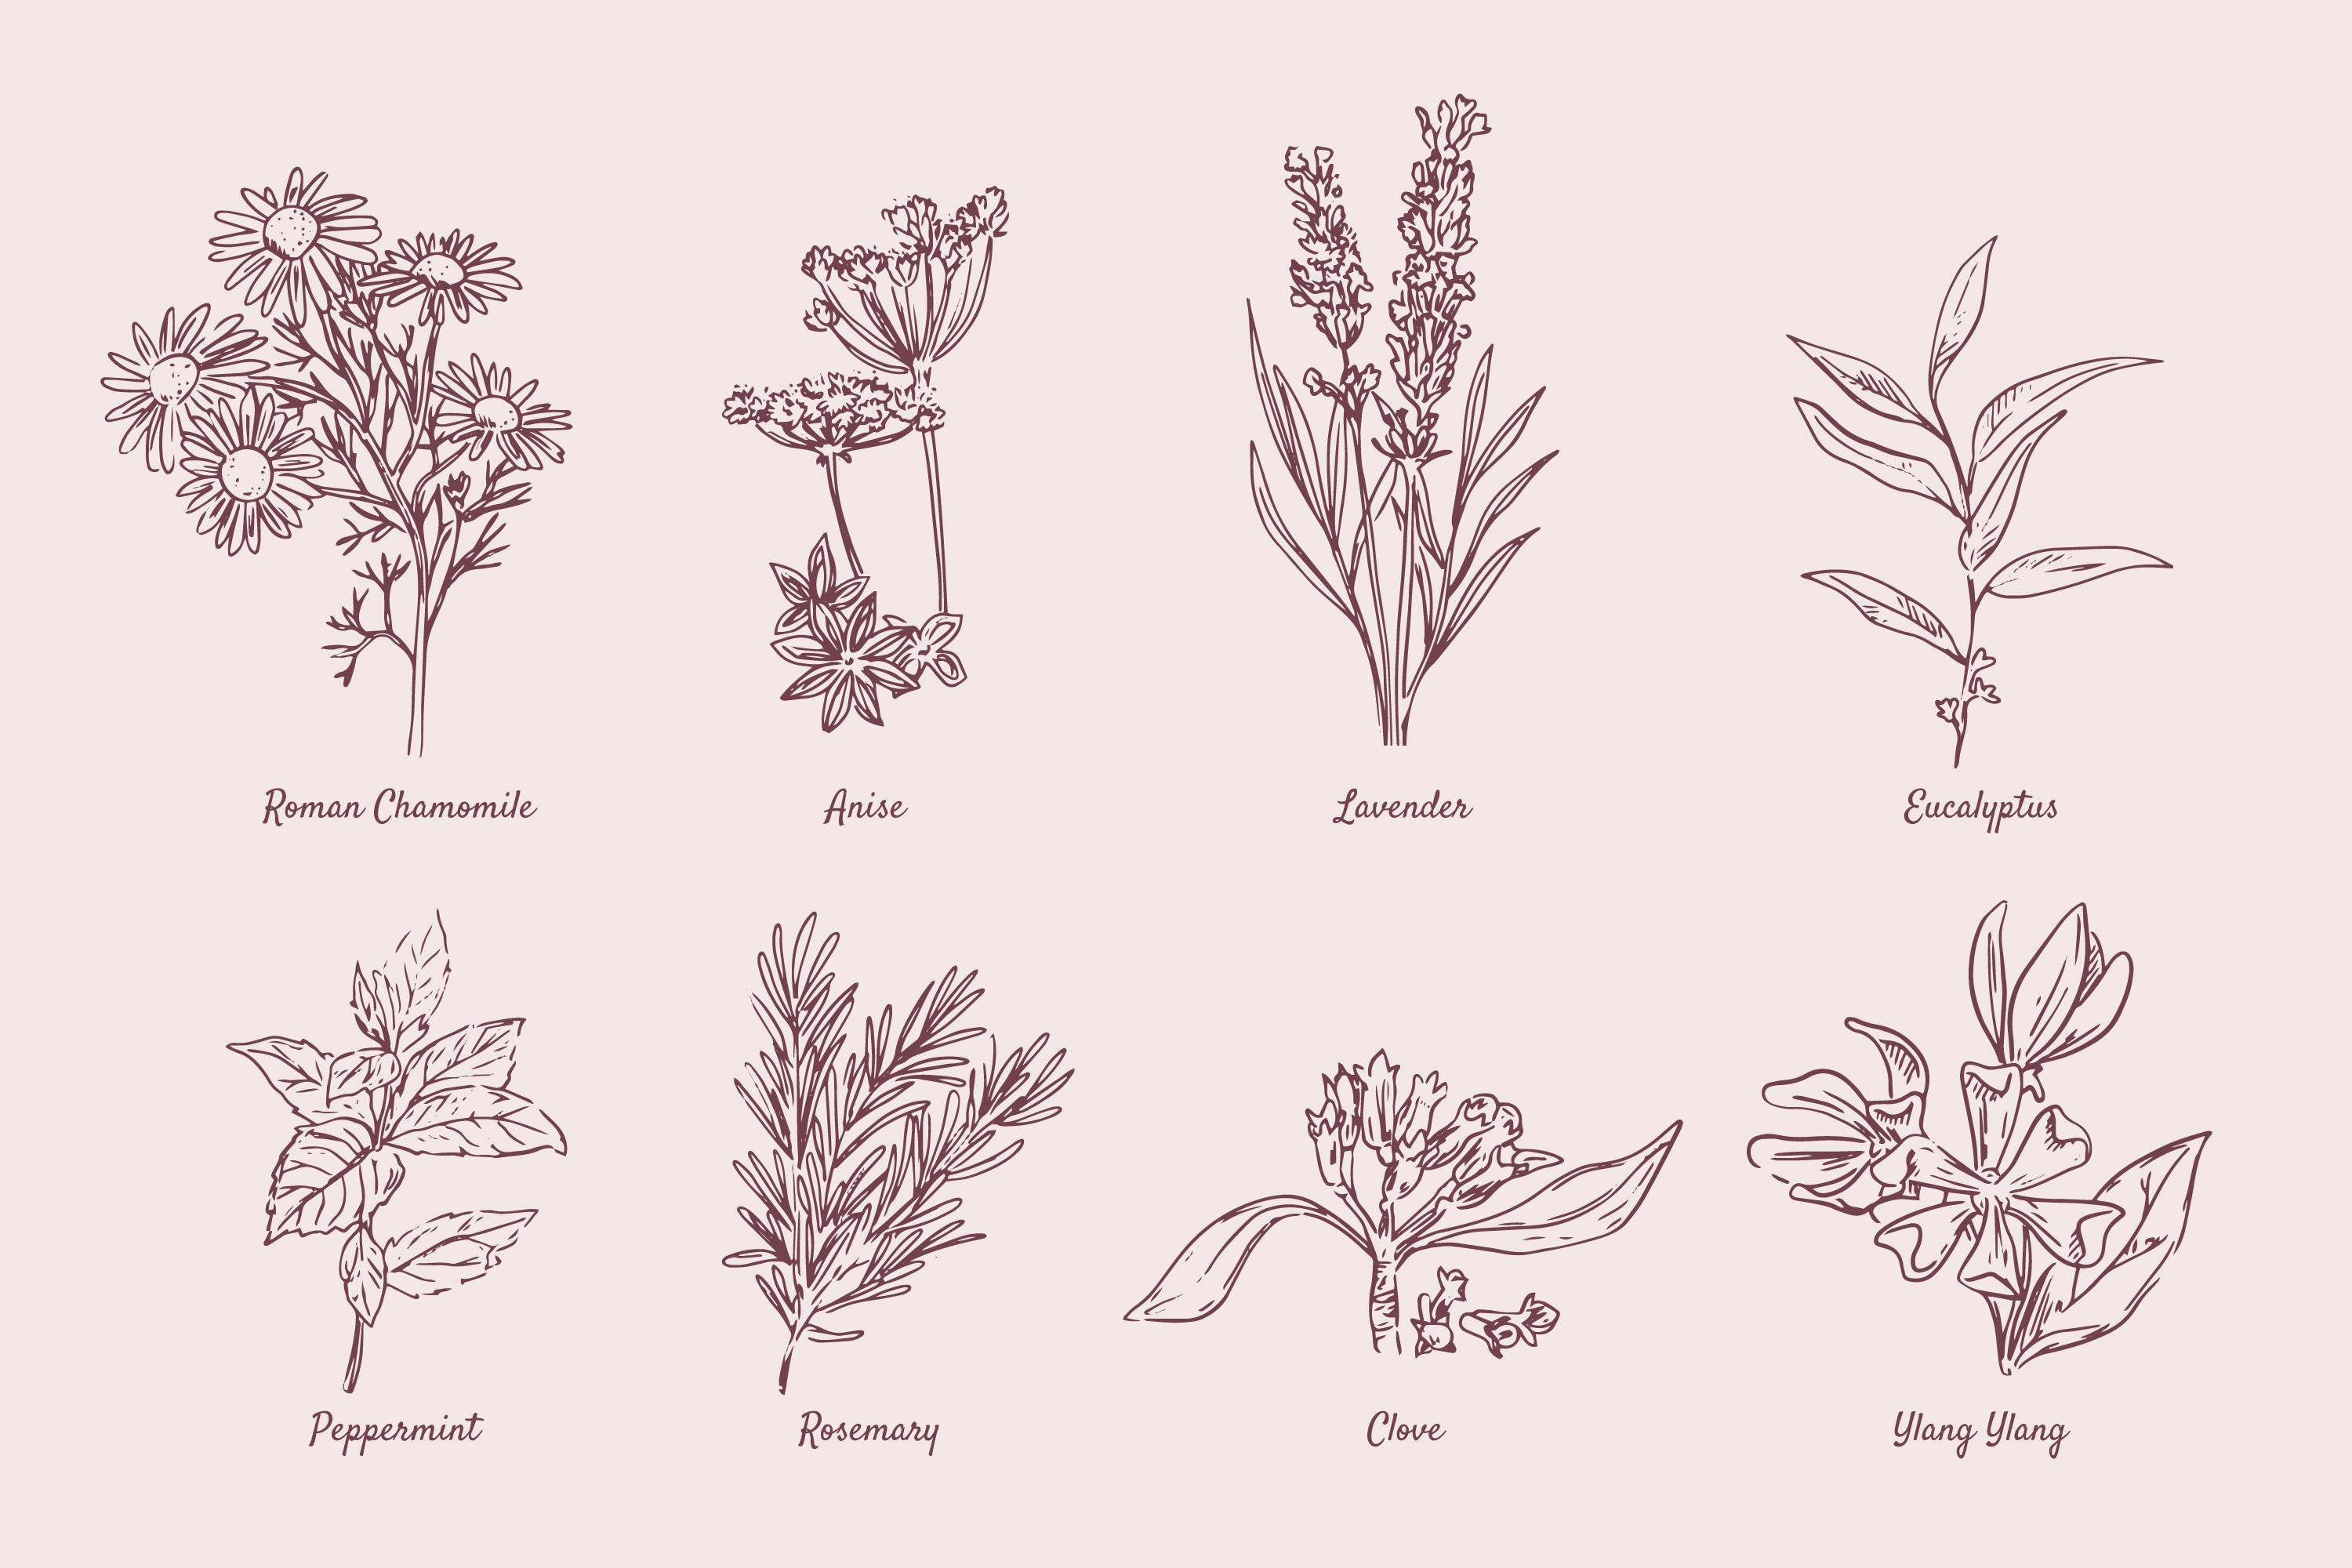 Roman Chamomile
Anise
Lavender
Eucalyptus
Peppermint
Rosemary
Clove
Ylang Ylang